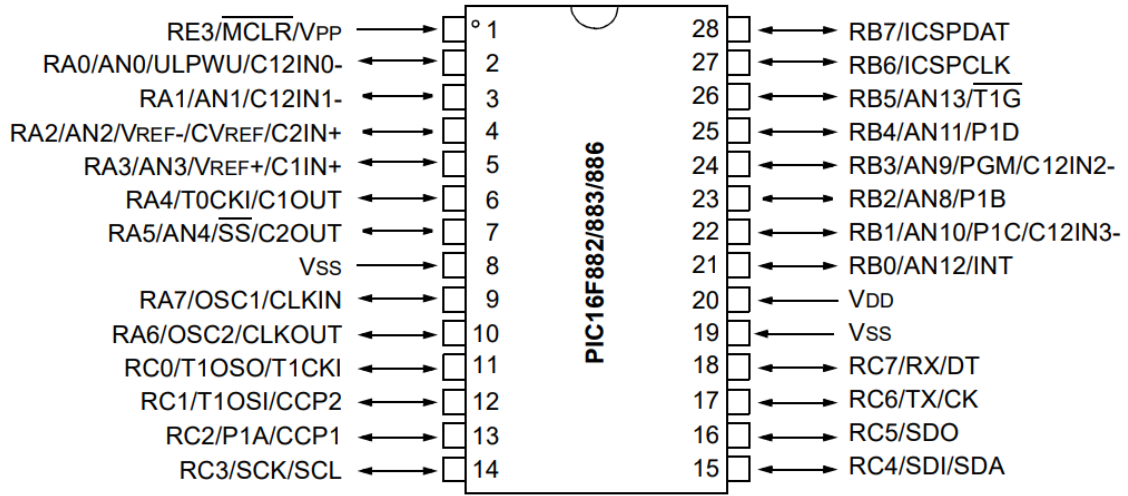 RE3/MCLR/VPP
RA0/AN0/ULPWU/C12IN0-
RA1/AN1/C12IN1-
RA2/AN2/VREF-/CVREF/C2IN+
RA3/AN3/VREF+/C1IN+
RA4/T0CKI/C1OUT
RA5/AN4/SS/C2OUT
VSS
RA7/OSC1/CLKIN
RA6/OSC2/CLKOUT
RC0/T1OSO/T1CKI
RC1/T1OSI/CCP2
RC2/P1A/CCP1
RC3/SCK/SCL
1
2
3
4
5
6
7
8
9
10
11
12
13
14
PIC16F882/883/886
28
27
26
25
24
23
22
21
20
19
18
17
16
15
RB7/ICSPDAT
RB6/ICSPCLK
RB5/AN13/T1G
RB4/AN11/P1D
RB3/AN9/PGM/C12IN2-
RB2/AN8/P1B
RB1/AN10/P1C/C12IN3-
RB0/AN12/INT
VDD
VSS
RC7/RX/DT
RC6/TX/CK
RC5/SDO
RC4/SDI/SDA